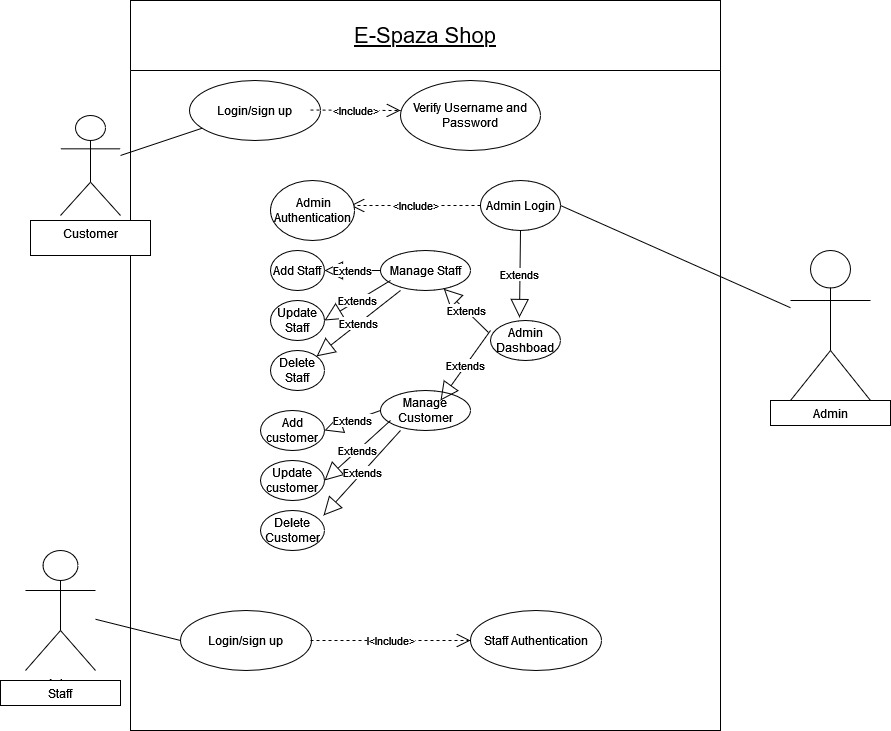 E-Spaza Shop
Login/sign up
<Include>
Verify Username and
Password
Customer
Admin
Authentication
<Include>
Admin Login
Add Staff
Extends
Manage Staff
Extends
Update
Staff
Extends
Extends
Extends
Admin
Dashboad
Delete
Staff
Extends
Manage
Customer
Admin
Add
customer
Extends
Extends
Update
customer
Extends
Delete
Customer
Login/sign up
I<Include>
Staff Authentication
Staff